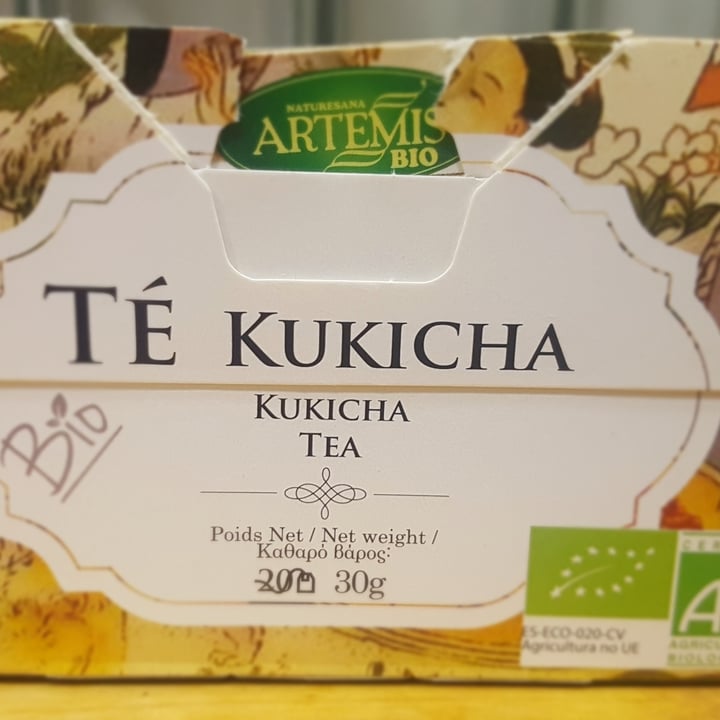 NATURESANA
ARTEMIS
BIO
TÉ KUKICHA
KUKICHA
TEA
Bio
Poids Net / Net weight /
Καθαρό βάρος:
30g
ES-ECO-020-CV
Agricultura no UE